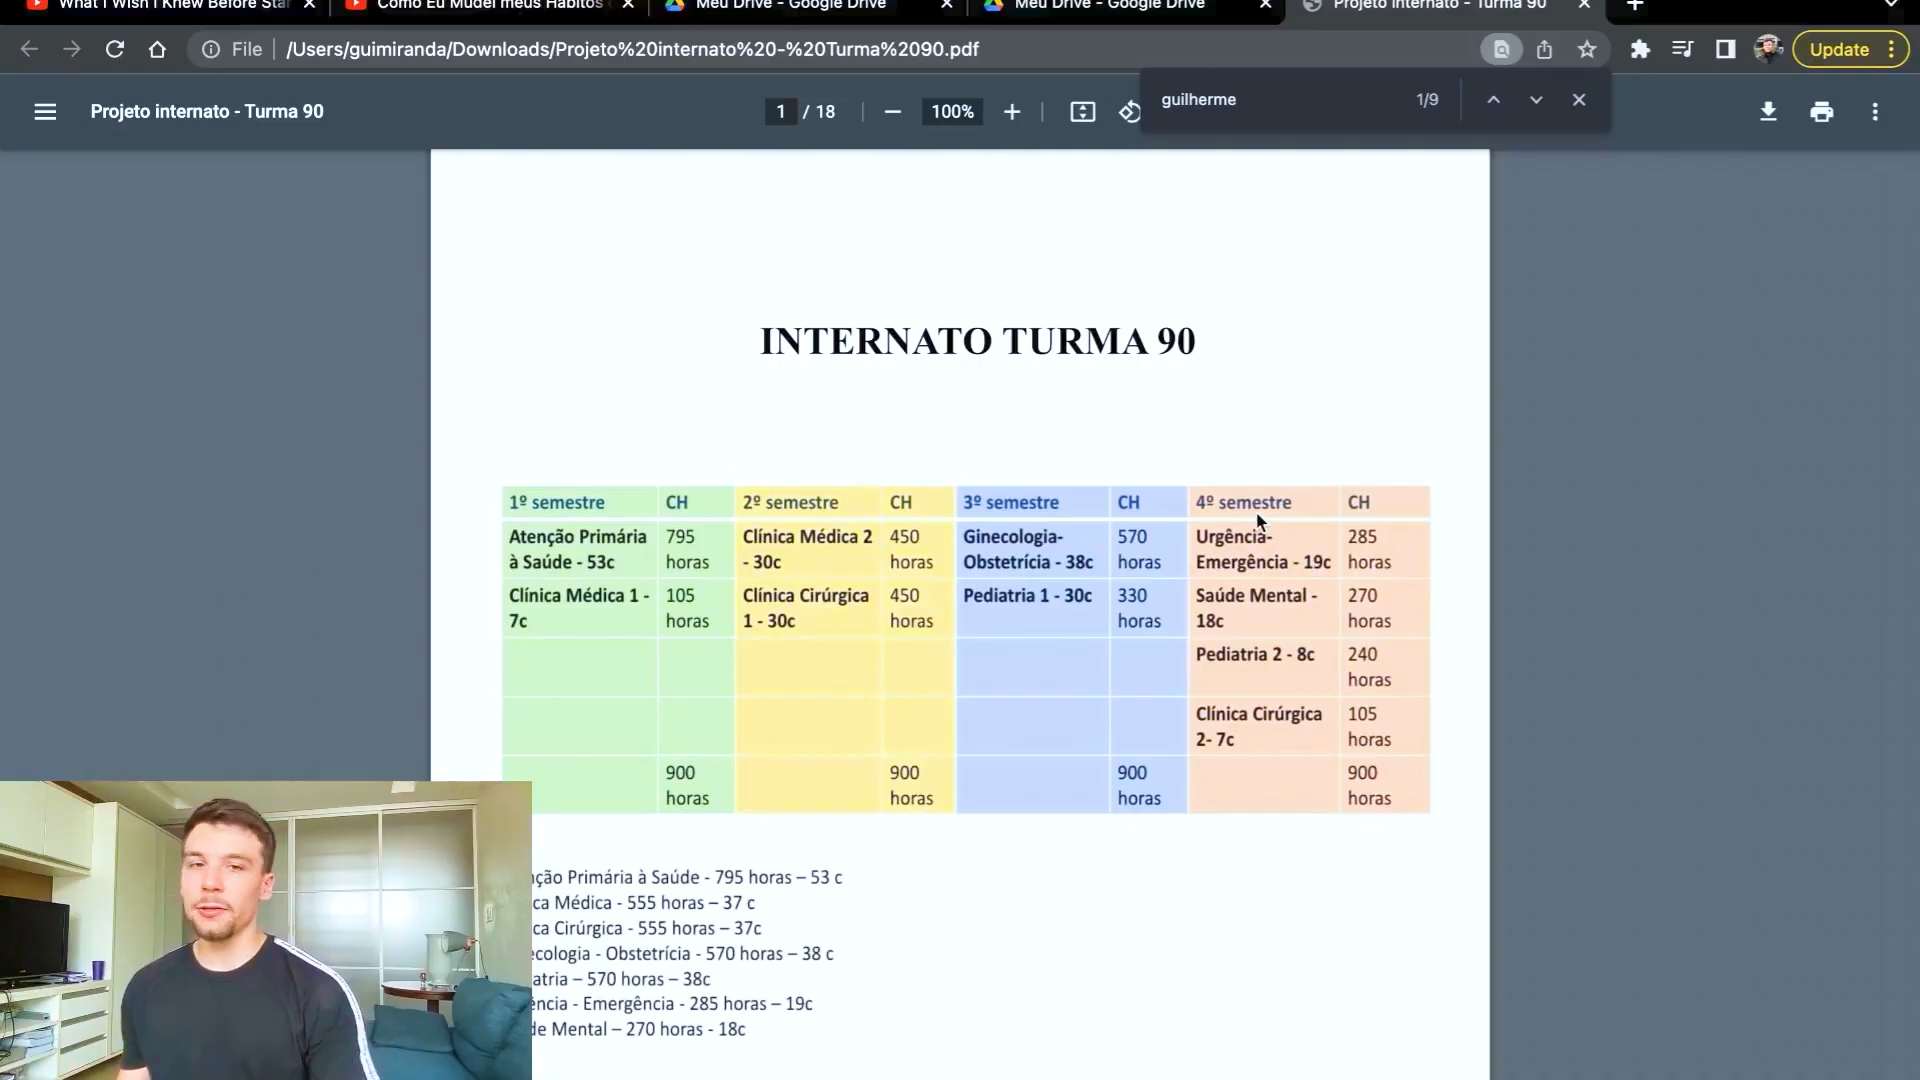 What I Wish I Knew Before Star
Como Eu Mudei meus Hábitos
Meu Drive - Google Drive
Meu Drive - Google Drive
Projeto internato - Turma 90
File
/Users/guimiranda/Downloads/Projeto%20internato%20-%20Turma%2090.pdf
Update
guilherme
1/9
Projeto internato - Turma 90
1 / 18
100%
INTERNATO TURMA 90
1º semestre CH 2º semestre CH 3º semestre CH 4º semestre CH
Atenção Primária 795 Clínica Médica 2 450 Ginecologia- 570 Urgência- 285
à Saúde - 53c horas - 30c horas Obstetrícia - 38c horas Emergência - 19c horas
Clínica Médica 1 - 105 Clínica Cirúrgica 450 Pediatria 1 - 30c 330 Saúde Mental - 270
7c horas 1 - 30c horas horas 18c horas
Pediatria 2 - 8c 240
horas
Clínica Cirúrgica 105
2- 7c horas
900 900 900 900
horas horas horas horas
nção Primária à Saúde - 795 horas – 53 c
ca Médica - 555 horas – 37 c
ca Cirúrgica - 555 horas – 37c
ecologia - Obstetrícia - 570 horas – 38 c
atria – 570 horas – 38c
ência - Emergência - 285 horas – 19c
de Mental – 270 horas - 18c